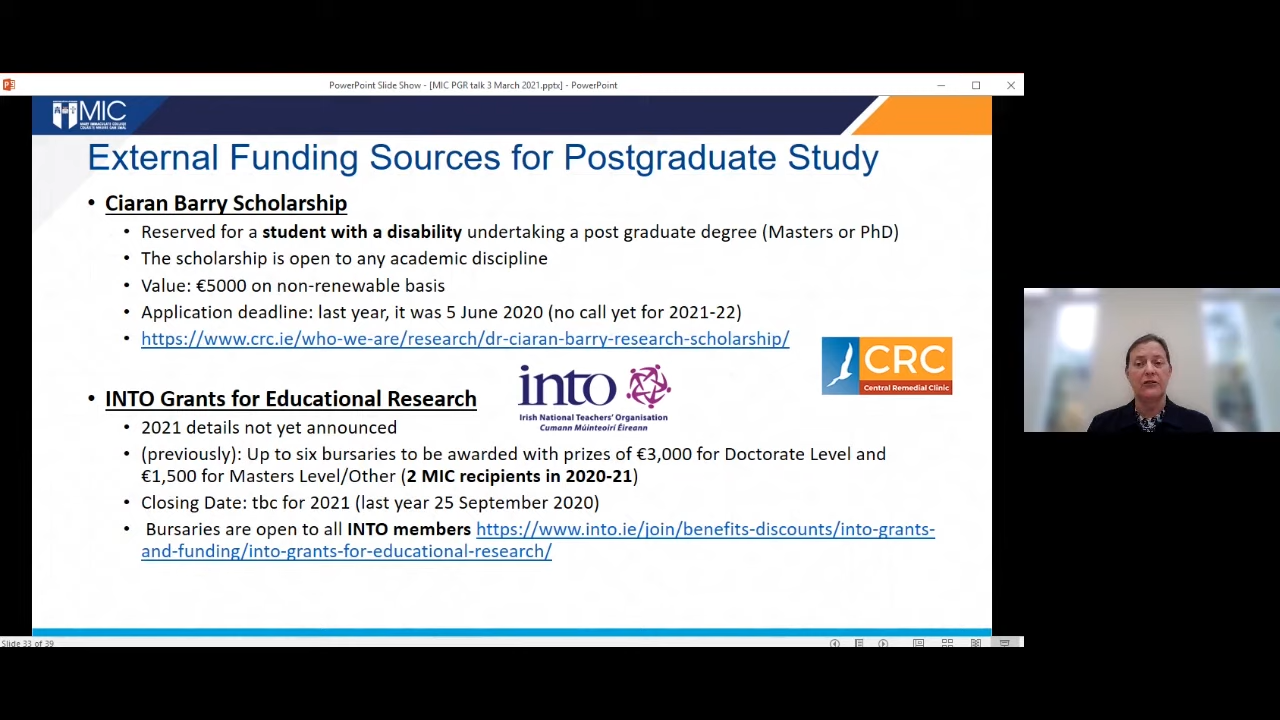 PowerPoint Slide Show - [MIC PGR talk 3 March 2021.pptx] - PowerPoint
MIC
External Funding Sources for Postgraduate Study
• Ciaran Barry Scholarship
• Reserved for a student with a disability undertaking a post graduate degree (Masters or PhD)
• The scholarship is open to any academic discipline
• Value: €5000 on non-renewable basis
• Application deadline: last year, it was 5 June 2020 (no call yet for 2021-22)
• https://www.crc.ie/who-we-are/research/dr-ciaran-barry-research-scholarship/
CRC
Central Remedial Clinic
into
Irish National Teachers' Organisation
Cumann Múinteoirí Éireann
• INTO Grants for Educational Research
• 2021 details not yet announced
• (previously): Up to six bursaries to be awarded with prizes of €3,000 for Doctorate Level and
€1,500 for Masters Level/Other (2 MIC recipients in 2020-21)
• Closing Date: tbc for 2021 (last year 25 September 2020)
• Bursaries are open to all INTO members https://www.into.ie/join/benefits-discounts/into-grants-
and-funding/into-grants-for-educational-research/
Slide 33 of 39